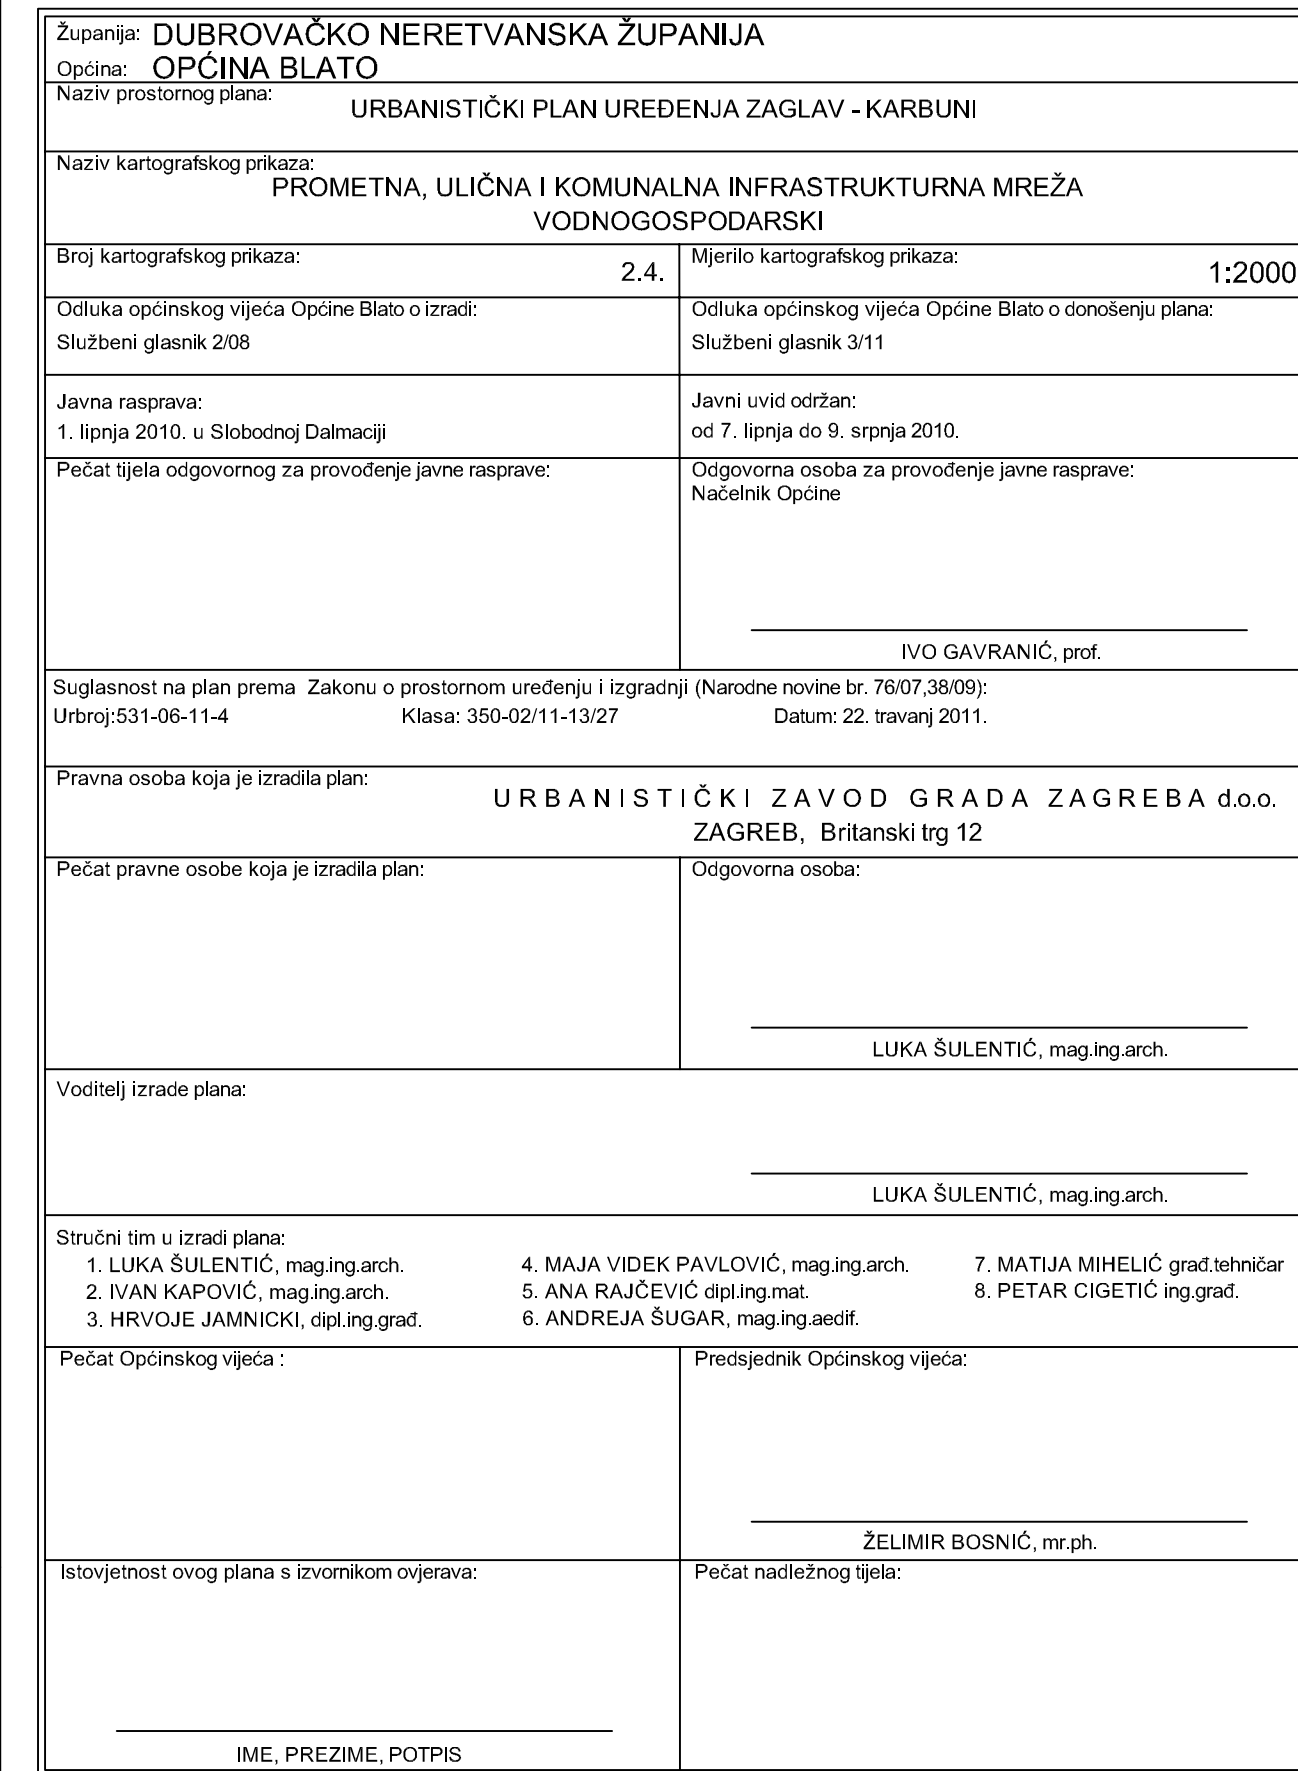 Županija: DUBROVAČKO NERETVANSKA ŽUPANIJA
Općina: OPĆINA BLATO
Naziv prostornog plana:
URBANISTIČKI PLAN UREĐENJA ZAGLAV - KARBUNI
Naziv kartografskog prikaza:
PROMETNA, ULIČNA I KOMUNALNA INFRASTRUKTURNA MREŽA
VODNOGOSPODARSKI
Broj kartografskog prikaza: 2.4.
Mjerilo kartografskog prikaza: 1:2000
Odluka općinskog vijeća Općine Blato o izradi:
Službeni glasnik 2/08
Odluka općinskog vijeća Općine Blato o donošenju plana:
Službeni glasnik 3/11
Javna rasprava:
1. lipnja 2010. u Slobodnoj Dalmaciji
Javni uvid održan:
od 7. lipnja do 9. srpnja 2010.
Pečat tijela odgovornog za provođenje javne rasprave:
Odgovorna osoba za provođenje javne rasprave:
Načelnik Općine
IVO GAVRANIĆ, prof.
Suglasnost na plan prema Zakonu o prostornom uređenju i izgradnji (Narodne novine br. 76/07,38/09):
Urbroj:531-06-11-4 Klasa: 350-02/11-13/27 Datum: 22. travanj 2011.
Pravna osoba koja je izradila plan:
URBANISTIČKI ZAVOD GRADA ZAGREBA d.o.o.
ZAGREB, Britanski trg 12
Pečat pravne osobe koja je izradila plan:
Odgovorna osoba:
LUKA ŠULENTIĆ, mag.ing.arch.
Voditelj izrade plana:
LUKA ŠULENTIĆ, mag.ing.arch.
Stručni tim u izradi plana:
1. LUKA ŠULENTIĆ, mag.ing.arch.
2. IVAN KAPOVIĆ, mag.ing.arch.
3. HRVOJE JAMNICKI, dipl.ing.građ.
4. MAJA VIDEK PAVLOVIĆ, mag.ing.arch.
5. ANA RAJČEVIĆ dipl.ing.mat.
6. ANDREJA ŠUGAR, mag.ing.aedif.
7. MATIJA MIHELIĆ građ.tehničar
8. PETAR CIGETIĆ ing.građ.
Pečat Općinskog vijeća :
Predsjednik Općinskog vijeća:
ŽELIMIR BOSNIĆ, mr.ph.
Istovjetnost ovog plana s izvornikom ovjerava:
IME, PREZIME, POTPIS
Pečat nadležnog tijela: